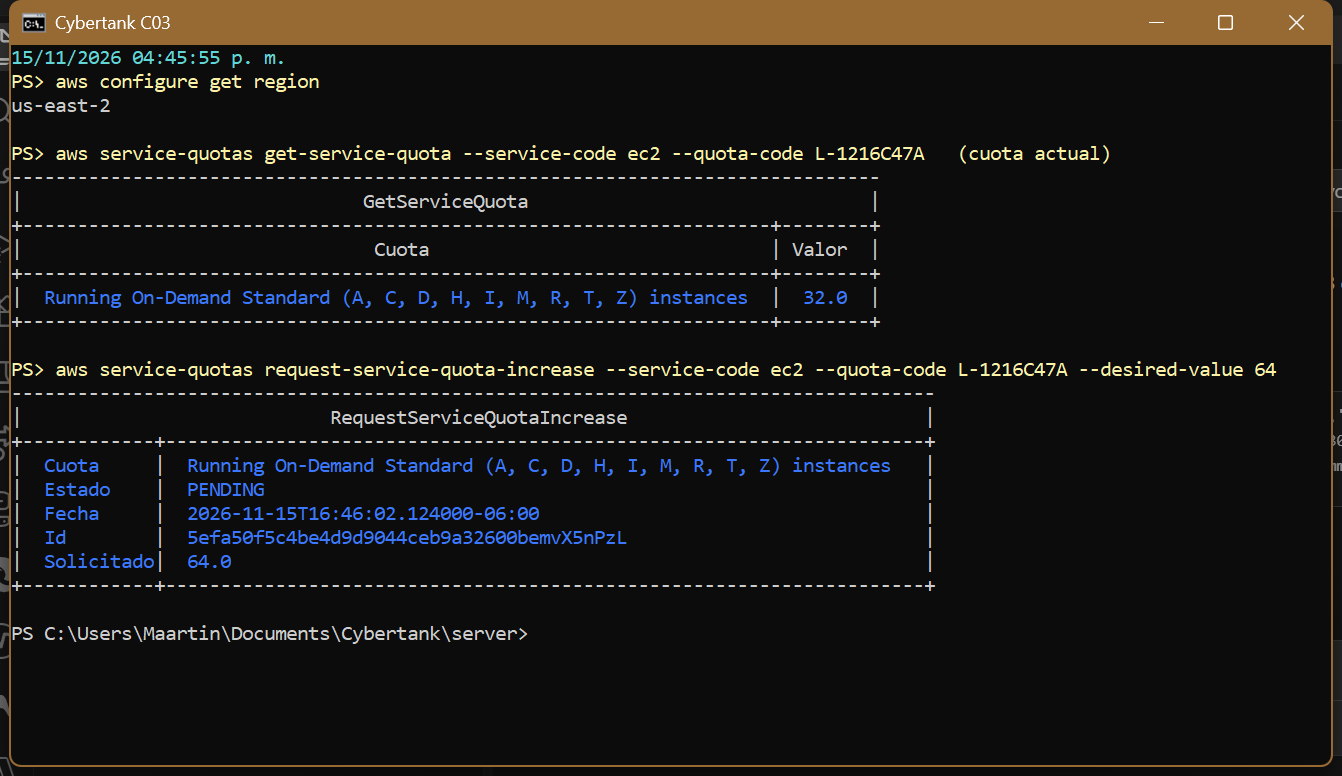 Cybertank C03
15/11/2026 04:45:55 p. m.
PS> aws configure get region
us-east-2
PS> aws service-quotas get-service-quota --service-code ec2 --quota-code L-1216C47A   (cuota actual)
GetServiceQuota
Cuota | Valor
Running On-Demand Standard (A, C, D, H, I, M, R, T, Z) instances | 32.0
PS> aws service-quotas request-service-quota-increase --service-code ec2 --quota-code L-1216C47A --desired-value 64
RequestServiceQuotaIncrease
Cuota | Running On-Demand Standard (A, C, D, H, I, M, R, T, Z) instances
Estado | PENDING
Fecha | 2026-11-15T16:46:02.124000-06:00
Id | 5efa50f5c4be4d9d9044ceb9a32600bemvX5nPzL
Solicitado | 64.0
PS C:\Users\Maartin\Documents\Cybertank\server>